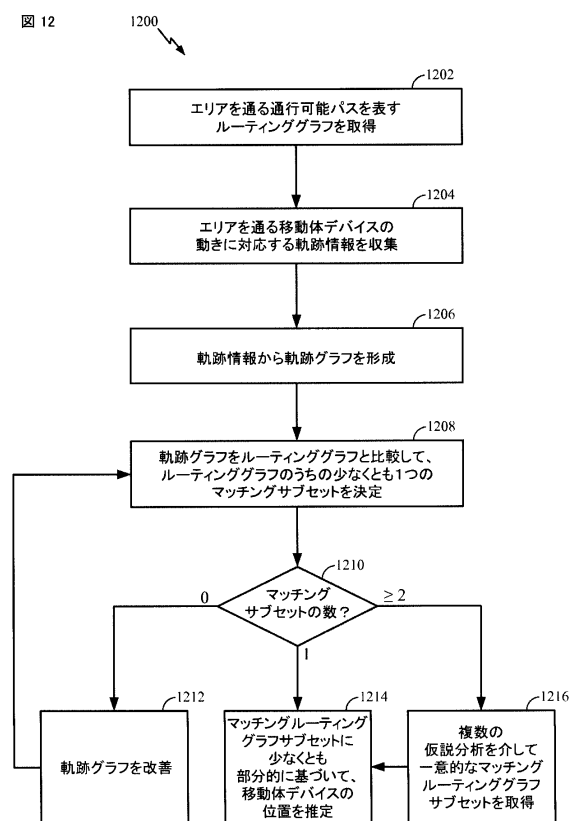 図 12
1200
1202
エリアを通る通行可能パスを表す
ルーティンググラフを取得
1204
エリアを通る移動体デバイスの
動きに対応する軌跡情報を収集
1206
軌跡情報から軌跡グラフを形成
1208
軌跡グラフをルーティンググラフと比較して、
ルーティンググラフのうちの少なくとも1つの
マッチングサブセットを決定
1210
マッチング
サブセットの数?
0
≥ 2
1
1212
軌跡グラフを改善
1214
マッチングルーティング
グラフサブセットに
少なくとも
部分的に基づいて、
移動体デバイスの
位置を推定
1216
複数の
仮説分析を介して
一意的なマッチング
ルーティンググラフ
サブセットを取得